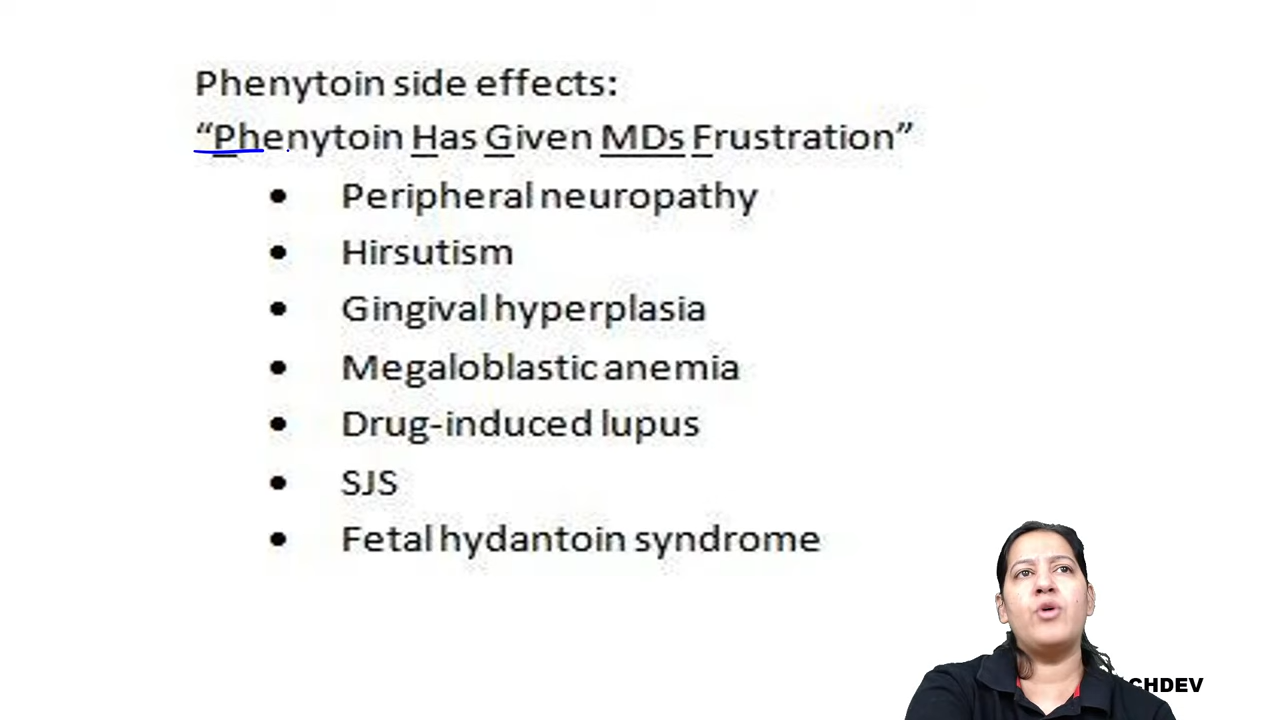 Phenytoin side effects:
“Phenytoin Has Given MDs Frustration”
• Peripheral neuropathy
• Hirsutism
• Gingival hyperplasia
• Megaloblastic anemia
• Drug-induced lupus
• SJS
• Fetal hydantoin syndrome